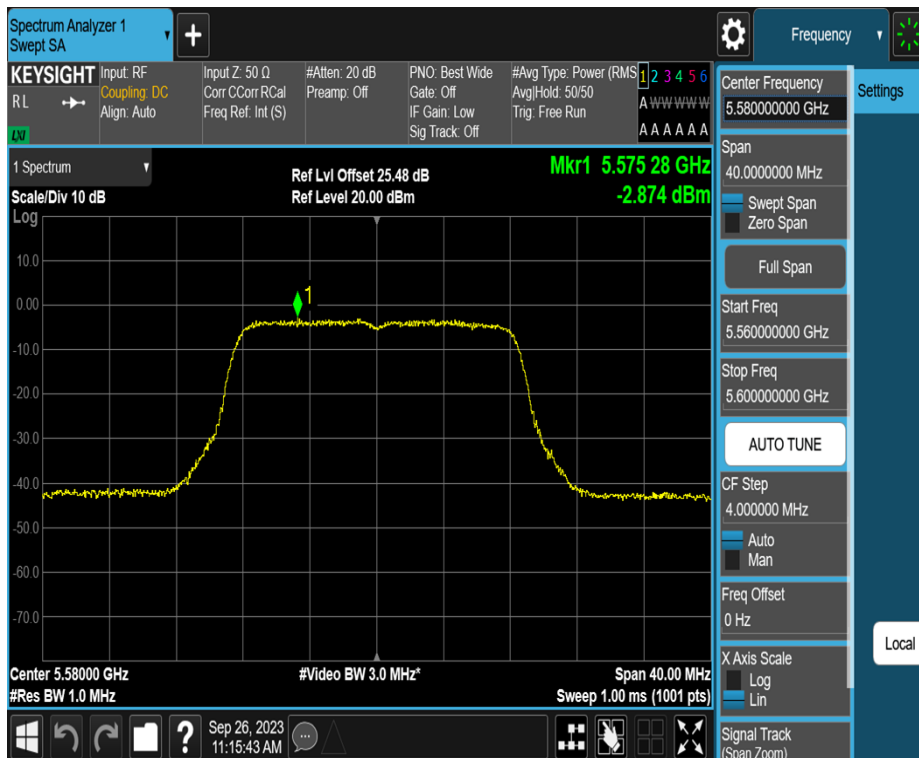 Spectrum Analyzer 1
Swept SA
Frequency
KEYSIGHT
RL
LXI
Input: RF
Coupling: DC
Align: Auto
Input Z: 50 Ω
Corr CCorr RCal
Freq Ref: Int (S)
#Atten: 20 dB
Preamp: Off
PNO: Best Wide
Gate: Off
IF Gain: Low
Sig Track: Off
#Avg Type: Power (RMS
Avg|Hold: 50/50
Trig: Free Run
1 2 3 4 5 6
A W W W W W
A A A A A A
Center Frequency
5.580000000 GHz
Settings
Span
40.0000000 MHz
Swept Span
Zero Span
Full Span
Start Freq
5.560000000 GHz
Stop Freq
5.600000000 GHz
AUTO TUNE
CF Step
4.000000 MHz
Auto
Man
Freq Offset
0 Hz
X Axis Scale
Log
Lin
Signal Track
(Span Zoom)
Local
1 Spectrum
Scale/Div 10 dB
Log
Ref Lvl Offset 25.48 dB
Ref Level 20.00 dBm
Mkr1 5.575 28 GHz
-2.874 dBm
1
10.0
0.00
-10.0
-20.0
-30.0
-40.0
-50.0
-60.0
-70.0
Center 5.58000 GHz
#Res BW 1.0 MHz
#Video BW 3.0 MHz*
Span 40.00 MHz
Sweep 1.00 ms (1001 pts)
?
Sep 26, 2023
11:15:43 AM